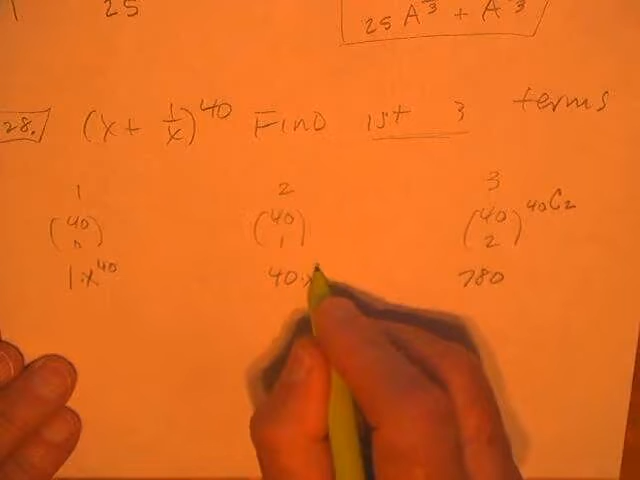 1 25 25 A^3 + A^3
28. (x + 1/x)^40 Find 1st 3 terms
1 2 3
(40 0) (40 1) (40 2) 40C2
1·x^40 40·x 780